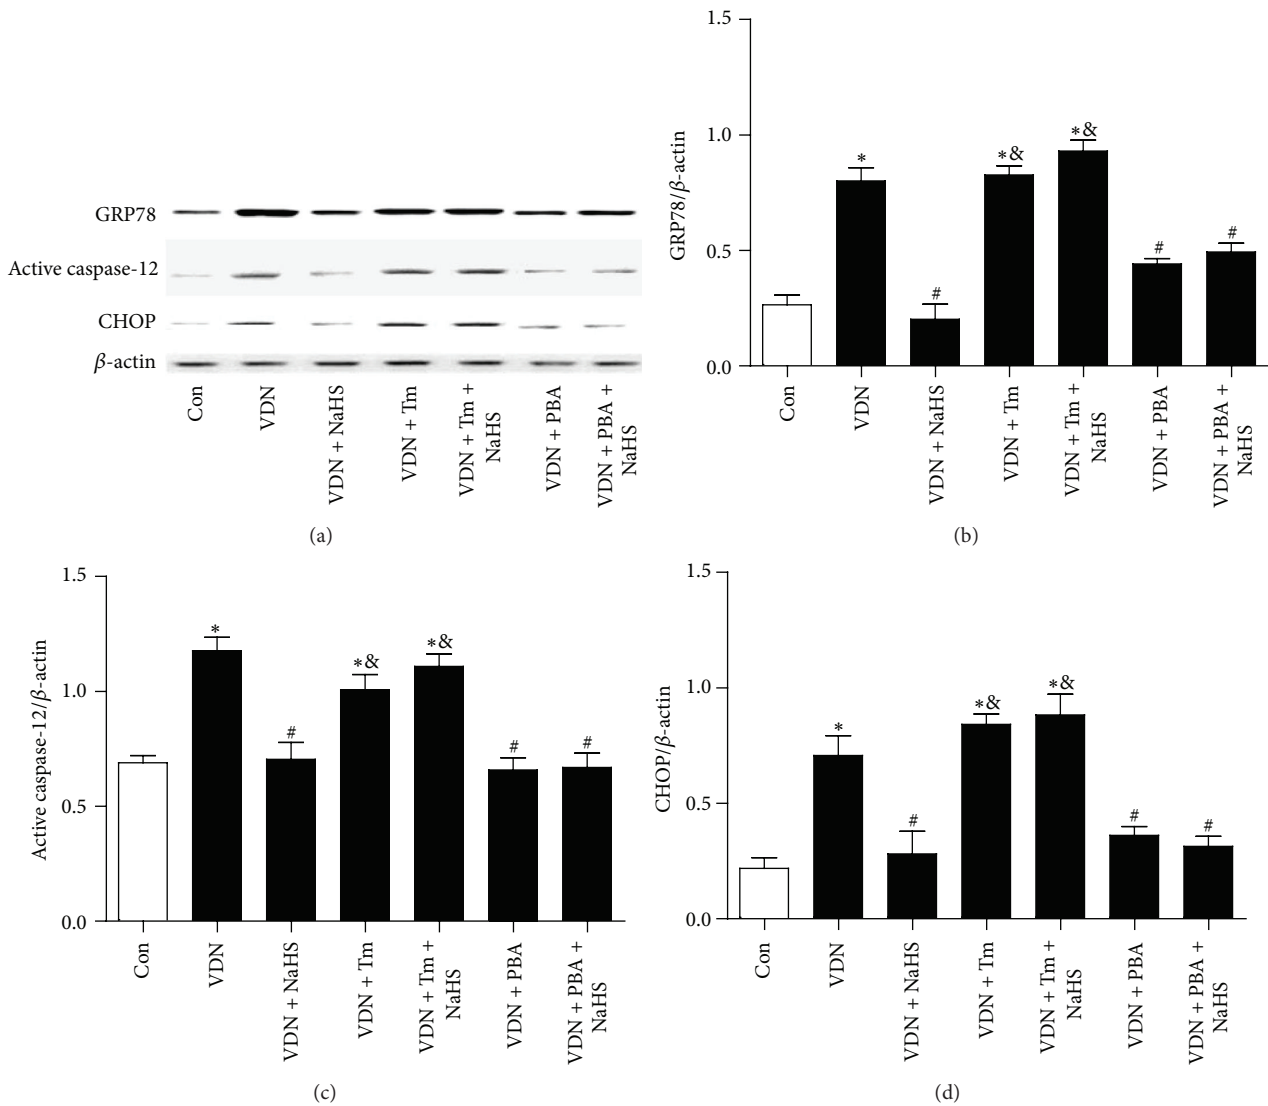 GRP78
Active caspase-12
CHOP
β-actin
Con
VDN
VDN + NaHS
VDN + Tm
VDN + Tm +
NaHS
VDN + PBA
VDN + PBA +
NaHS
(a)
GRP78/β-actin
1.5
1.0
0.5
0.0
*
#
*&
*&
#
#
Con
VDN
VDN + NaHS
VDN + Tm
VDN + Tm +
NaHS
VDN + PBA
VDN + PBA +
NaHS
(b)
Active caspase-12/β-actin
1.5
1.0
0.5
0.0
*
#
*&
*&
#
#
Con
VDN
VDN + NaHS
VDN + Tm
VDN + Tm +
NaHS
VDN + PBA
VDN + PBA +
NaHS
(c)
CHOP/β-actin
1.5
1.0
0.5
0.0
*
#
*&
*&
#
#
Con
VDN
VDN + NaHS
VDN + Tm
VDN + Tm +
NaHS
VDN + PBA
VDN + PBA +
NaHS
(d)